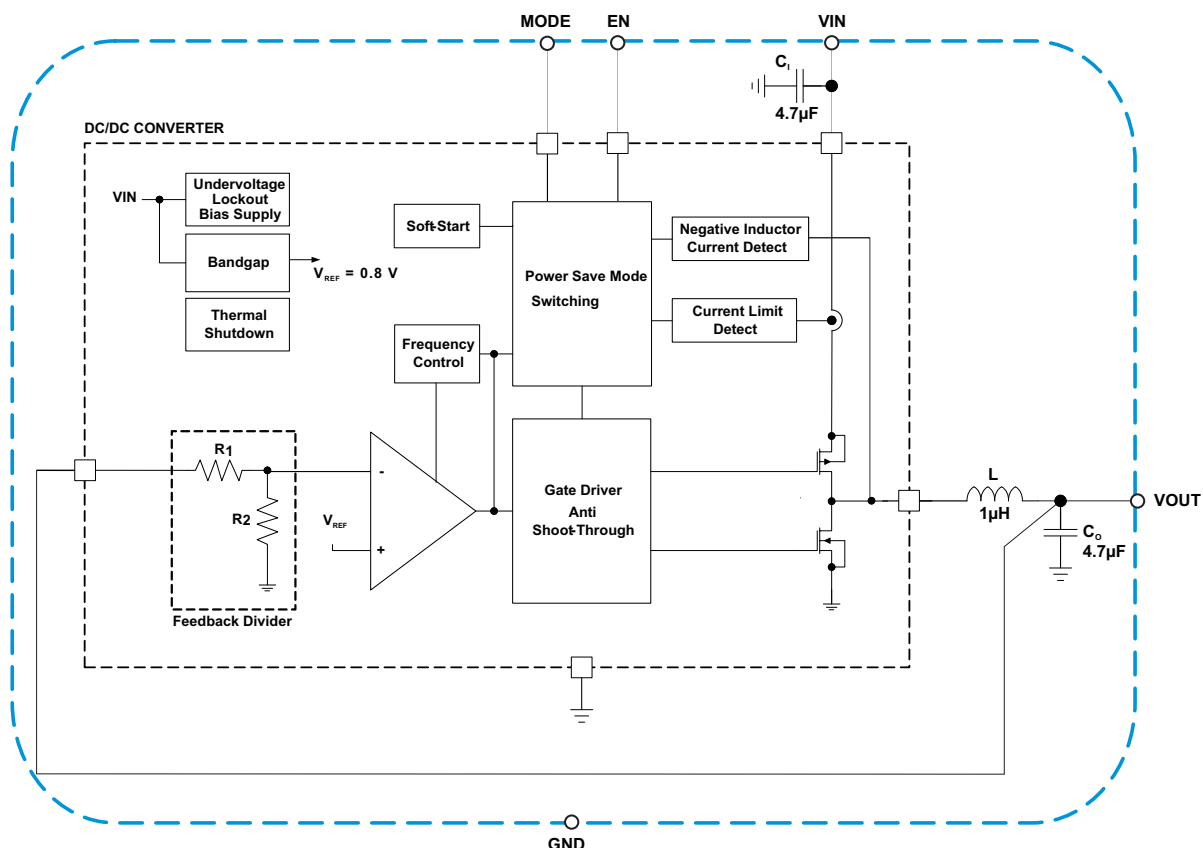 MODE
EN
VIN
CI
4.7µF
DC/DC CONVERTER
VIN
Undervoltage
Lockout
Bias Supply
Bandgap
VREF = 0.8 V
Thermal
Shutdown
Soft-Start
Power Save Mode
Switching
Negative Inductor
Current Detect
Current Limit
Detect
Frequency
Control
R1
R2
Feedback Divider
VREF
-
+
Gate Driver
Anti
Shoot-Through
L
1µH
VOUT
CO
4.7µF
GND